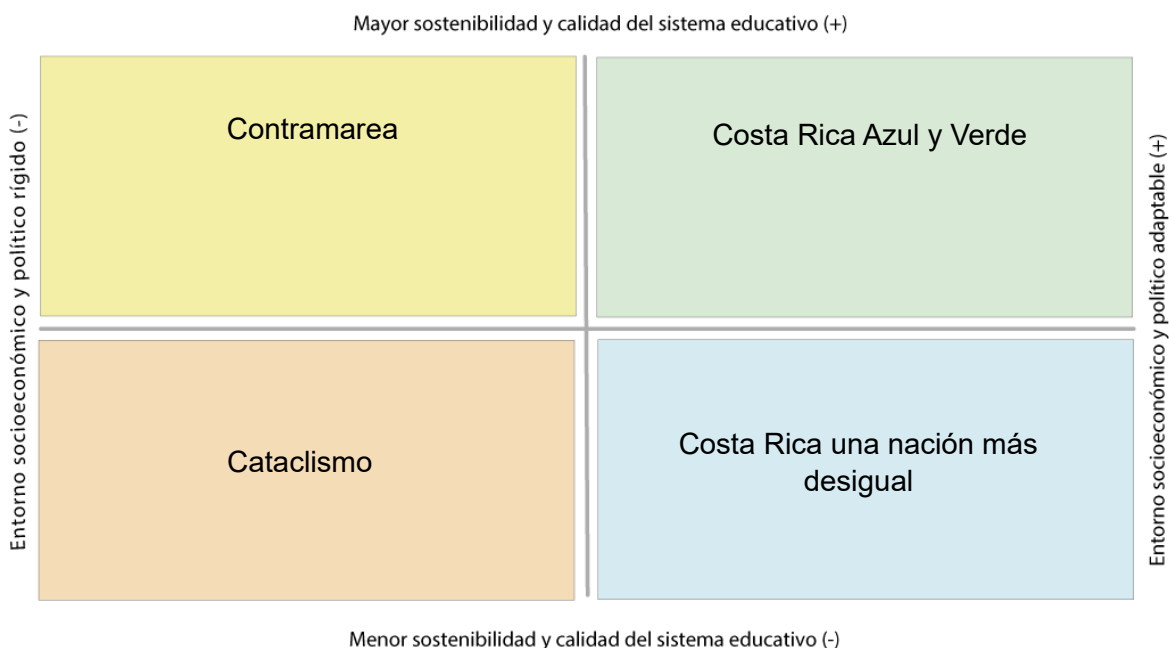 Mayor sostenibilidad y calidad del sistema educativo (+)
Entorno socioeconómico y político rígido (-)
Contramarea
Costa Rica Azul y Verde
Entorno socioeconómico y político adaptable (+)
Cataclismo
Costa Rica una nación más
desigual
Menor sostenibilidad y calidad del sistema educativo (-)